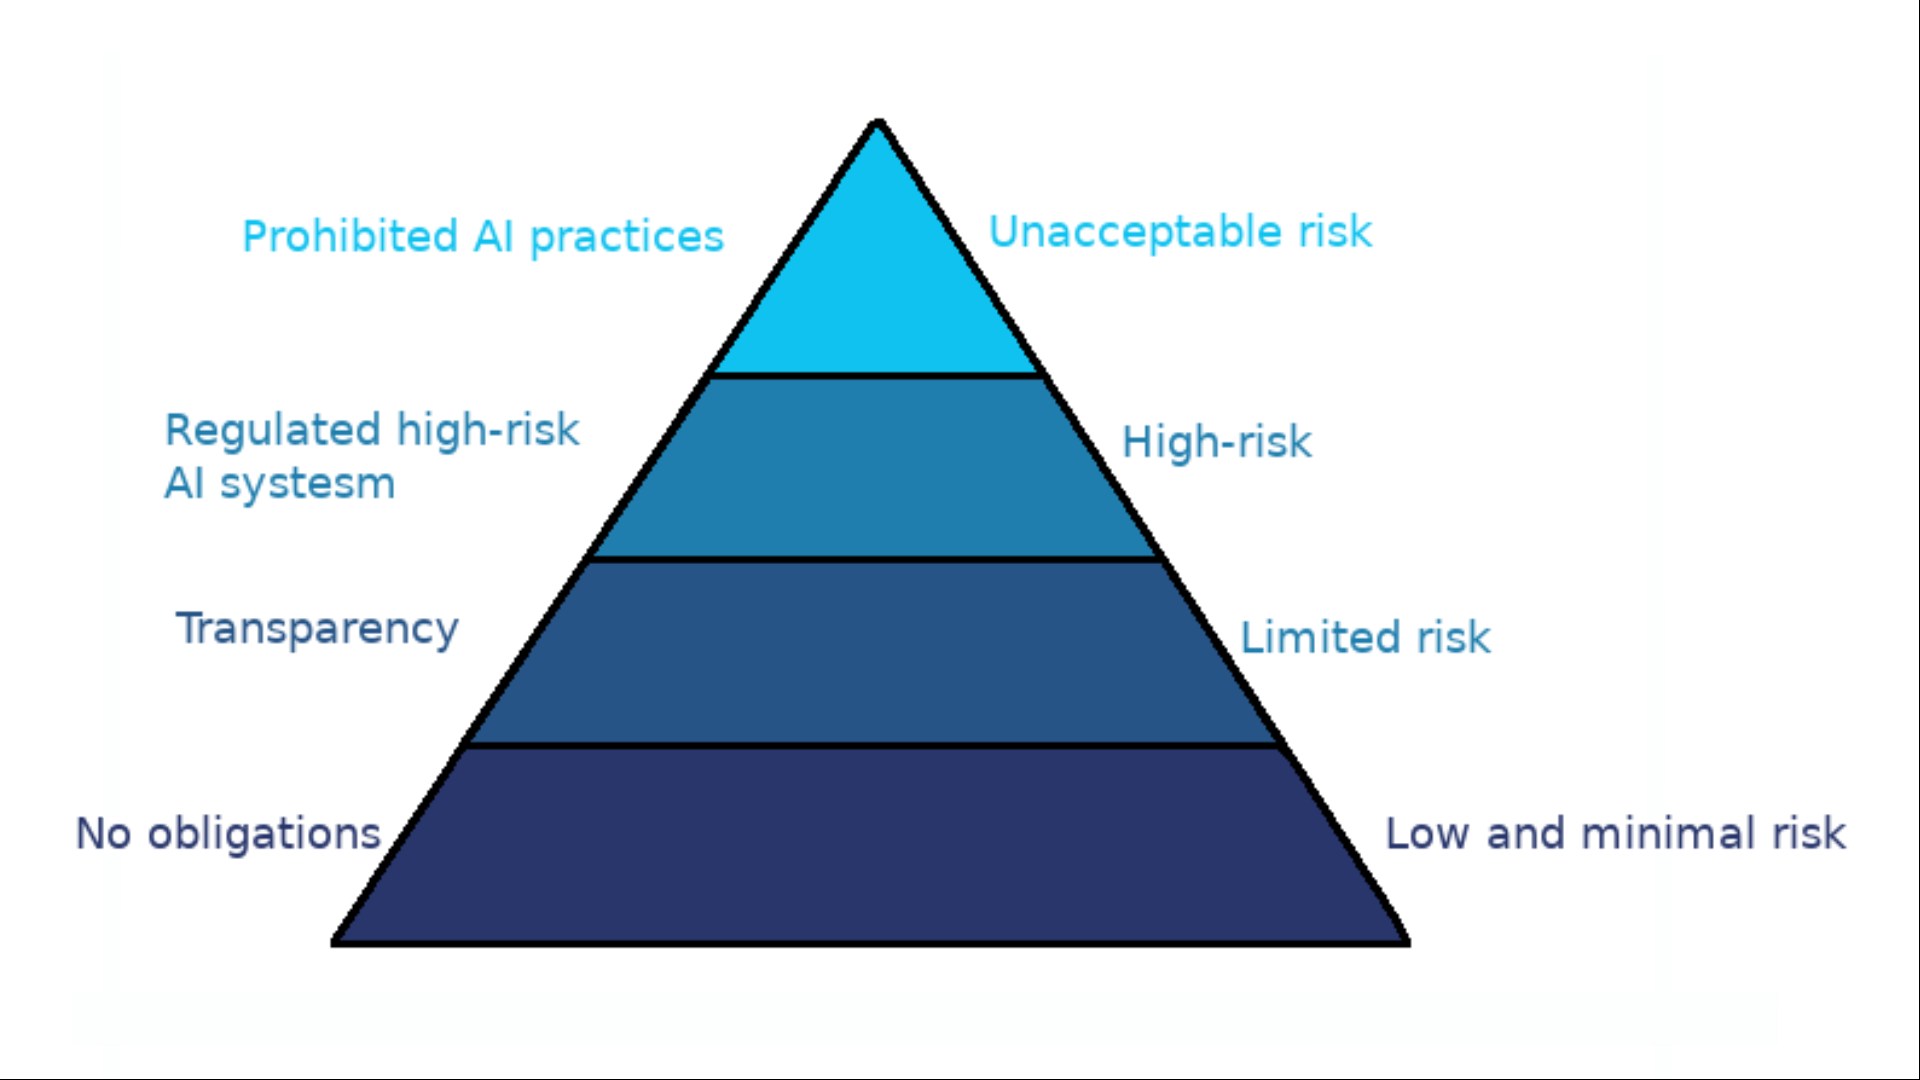 Prohibited AI practices
Unacceptable risk
Regulated high-risk
AI systesm
High-risk
Transparency
Limited risk
No obligations
Low and minimal risk